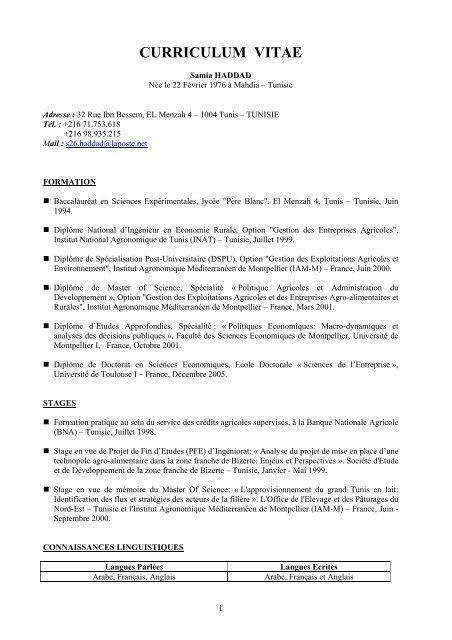 CURRICULUM VITAE
Samia HADDAD
Née le 22 Février 1976 à Mahdia – Tunisie
Adresse : 32 Rue Ibn Bessem, EL Menzah 4 – 1004 Tunis – TUNISIE
Tél. : +216 71.753.618
+216 98.935.215
Mail : s26.haddad@laposte.net
FORMATION
■ Baccalauréat en Sciences Expérimentales, lycée "Père Blanc", El Menzah 4, Tunis – Tunisie, Juin
1994.
■ Diplôme National d’Ingénieur en Economie Rurale, Option "Gestion des Entreprises Agricoles",
Institut National Agronomique de Tunis (INAT) – Tunisie, Juillet 1999.
■ Diplôme de Spécialisation Post-Universitaire (DSPU), Option "Gestion des Exploitations Agricoles et
Environnement", Institut Agronomique Méditerranéen de Montpellier (IAM-M) – France, Juin 2000.
■ Diplôme de Master of Science, Spécialité « Politique Agricoles et Administration du
Développement », Option "Gestion des Exploitations Agricoles et des Entreprises Agro-alimentaires et
Rurales", Institut Agronomique Méditerranéen de Montpellier – France, Mars 2001.
■ Diplôme d’Etudes Approfondies, Spécialité : « Politiques Economiques: Macro-dynamiques et
analyses des décisions publiques », Faculté des Sciences Economiques de Montpellier, Université de
Montpellier I,– France, Octobre 2001.
■ Diplôme de Doctorat en Sciences Economiques, Ecole Doctorale « Sciences de l’Entreprise »,
Université de Toulouse I – France, Décembre 2005.
STAGES
■ Formation pratique au sein du service des crédits agricoles supervisés, à la Banque Nationale Agricole
(BNA) – Tunisie, Juillet 1998.
■ Stage en vue de Projet de Fin d’Etudes (PFE) d’Ingéniorat: « Analyse du projet de mise en place d’une
technopole agro-alimentaire dans la zone franche de Bizerte: Enjeux et Perspectives ». Société d'Etude
et de Développement de la zone franche de Bizerte – Tunisie, Janvier - Mai 1999.
■ Stage en vue de mémoire du Master Of Science: « L'approvisionnement du grand Tunis en lait:
Identification des flux et stratégies des acteurs de la filière ». L'Office de l'Elevage et des Pâturages du
Nord-Est – Tunisie et l'Institut Agronomique Méditerranéen de Montpellier (IAM-M) – France, Juin -
Septembre 2000.
CONNAISSANCES LINGUISTIQUES
Langues Parlées Langues Ecrites
Arabe, Français, Anglais Arabe, Français et Anglais
1